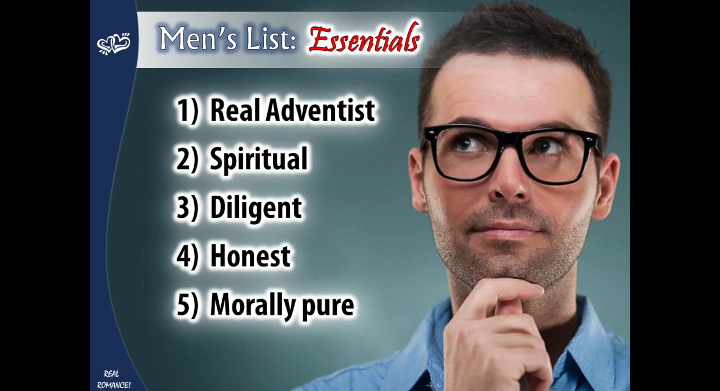 Men's List: Essentials
1) Real Adventist
2) Spiritual
3) Diligent
4) Honest
5) Morally pure
REAL
ROMANCE!